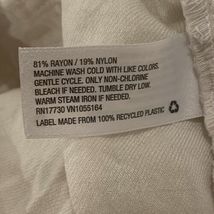 81% RAYON / 19% NYLON
MACHINE WASH COLD WITH LIKE COLORS.
GENTLE CYCLE. ONLY NON-CHLORINE
BLEACH IF NEEDED. TUMBLE DRY LOW.
WARM STEAM IRON IF NEEDED.
RN17730 VN1055164
LABEL MADE FROM 100% RECYCLED PLASTIC